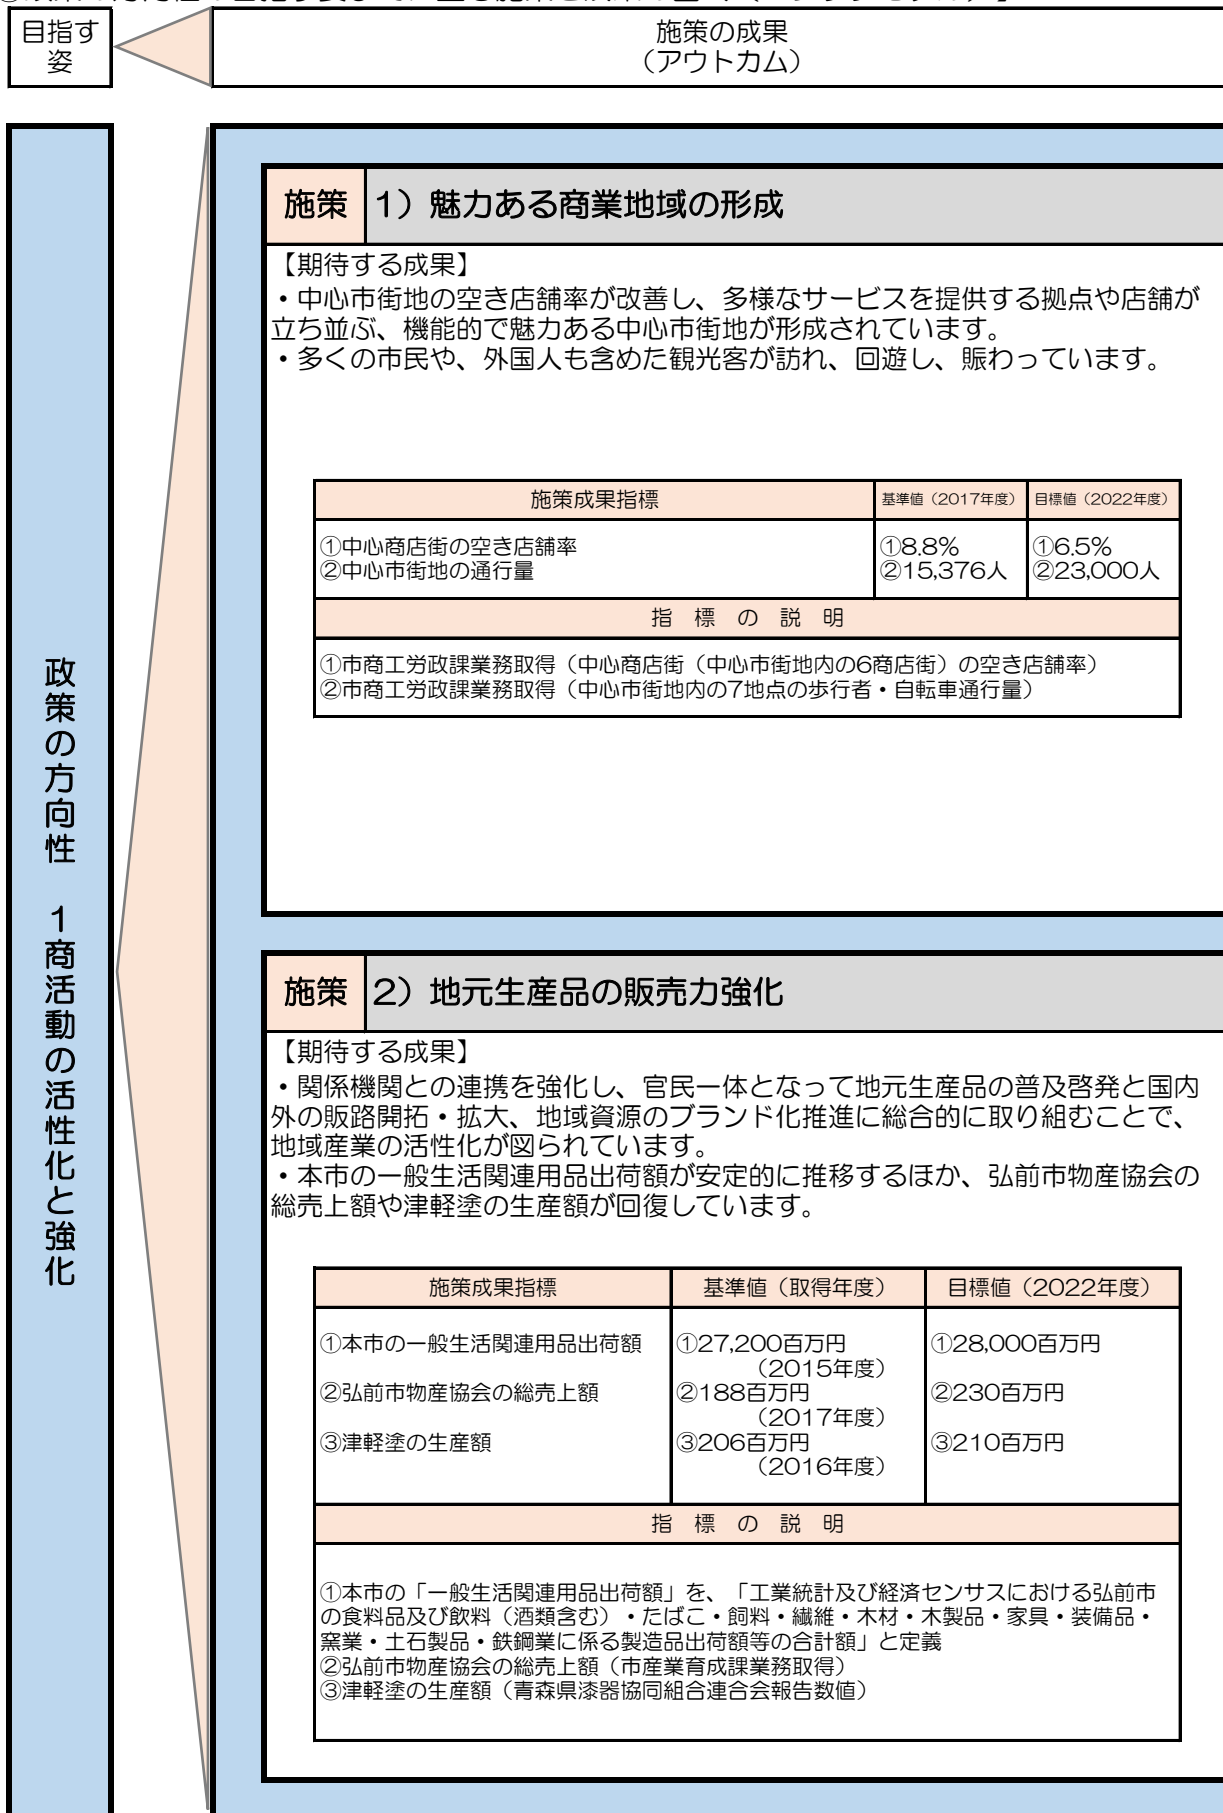 目指す
姿
施策の成果
（アウトカム）
政策の方向性　１商活動の活性化と強化
施策
1）魅力ある商業地域の形成
【期待する成果】
・中心市街地の空き店舗率が改善し、多様なサービスを提供する拠点や店舗が
立ち並ぶ、機能的で魅力ある中心市街地が形成されています。
・多くの市民や、外国人も含めた観光客が訪れ、回遊し、賑わっています。
施策成果指標
基準値（2017年度）
目標値（2022年度）
①中心商店街の空き店舗率
②中心市街地の通行量
①8.8%
②15,376人
①6.5%
②23,000人
指　標　の　説　明
①市商工労政課業務取得（中心商店街（中心市街地内の6商店街）の空き店舗率）
②市商工労政課業務取得（中心市街地内の7地点の歩行者・自転車通行量）
施策
2）地元生産品の販売力強化
【期待する成果】
・関係機関との連携を強化し、官民一体となって地元生産品の普及啓発と国内
外の販路開拓・拡大、地域資源のブランド化推進に総合的に取り組むことで、
地域産業の活性化が図られています。
・本市の一般生活関連用品出荷額が安定的に推移するほか、弘前市物産協会の
総売上額や津軽塗の生産額が回復しています。
施策成果指標
基準値（取得年度）
目標値（2022年度）
①本市の一般生活関連用品出荷額
②弘前市物産協会の総売上額
③津軽塗の生産額
①27,200百万円
（2015年度）
②188百万円
（2017年度）
③206百万円
（2016年度）
①28,000百万円
②230百万円
③210百万円
指　標　の　説　明
①本市の「一般生活関連用品出荷額」を、「工業統計及び経済センサスにおける弘前市
の食料品及び飲料（酒類含む）・たばこ・飼料・繊維・木材・木製品・家具・装備品・
窯業・土石製品・鉄鋼業に係る製造品出荷額等の合計額」と定義
②弘前市物産協会の総売上額（市産業育成課業務取得）
③津軽塗の生産額（青森県漆器協同組合連合会報告数値）